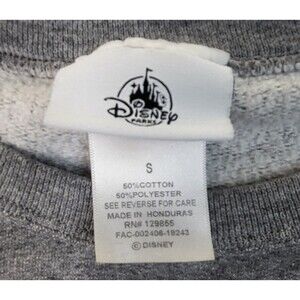 Disney
PARKS
S
50%COTTON
50%POLYESTER
SEE REVERSE FOR CARE
MADE IN HONDURAS
RN# 129855
FAC-002406-18243
©DISNEY